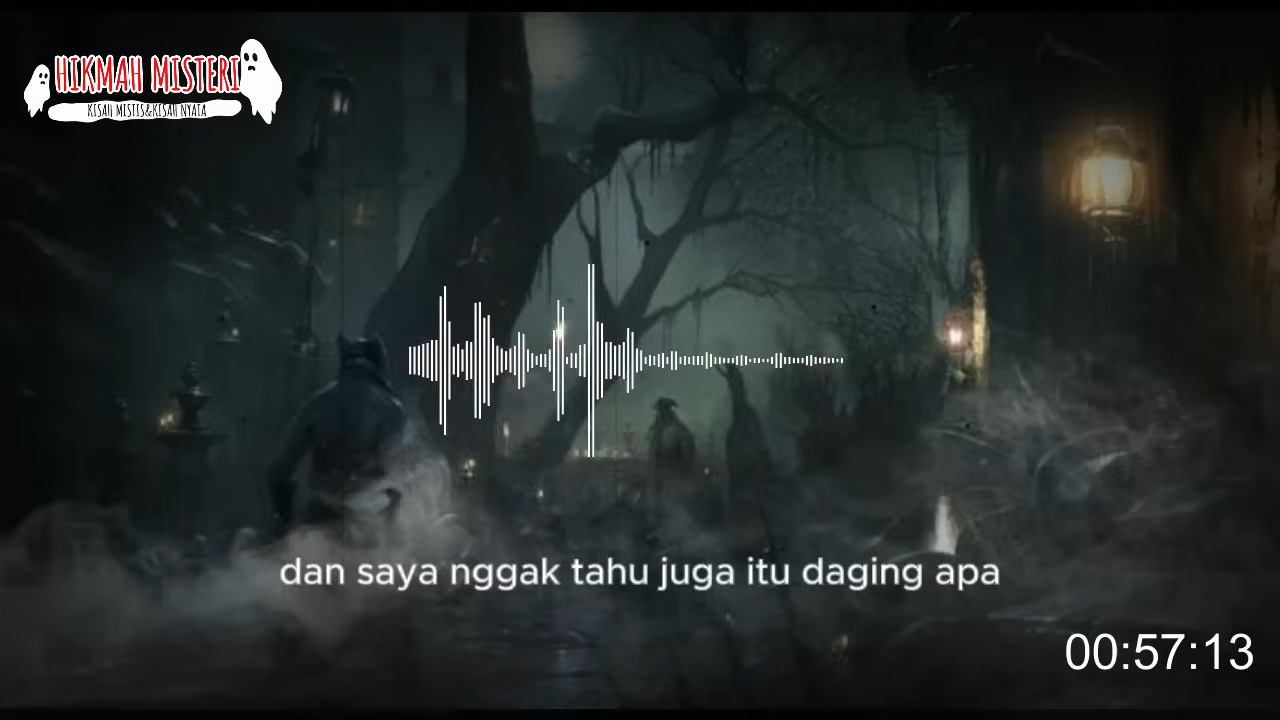 HIKMAH MISTERI
KISAH MISTIS&KISAH NYATA
dan saya nggak tahu juga itu daging apa
00:57:13